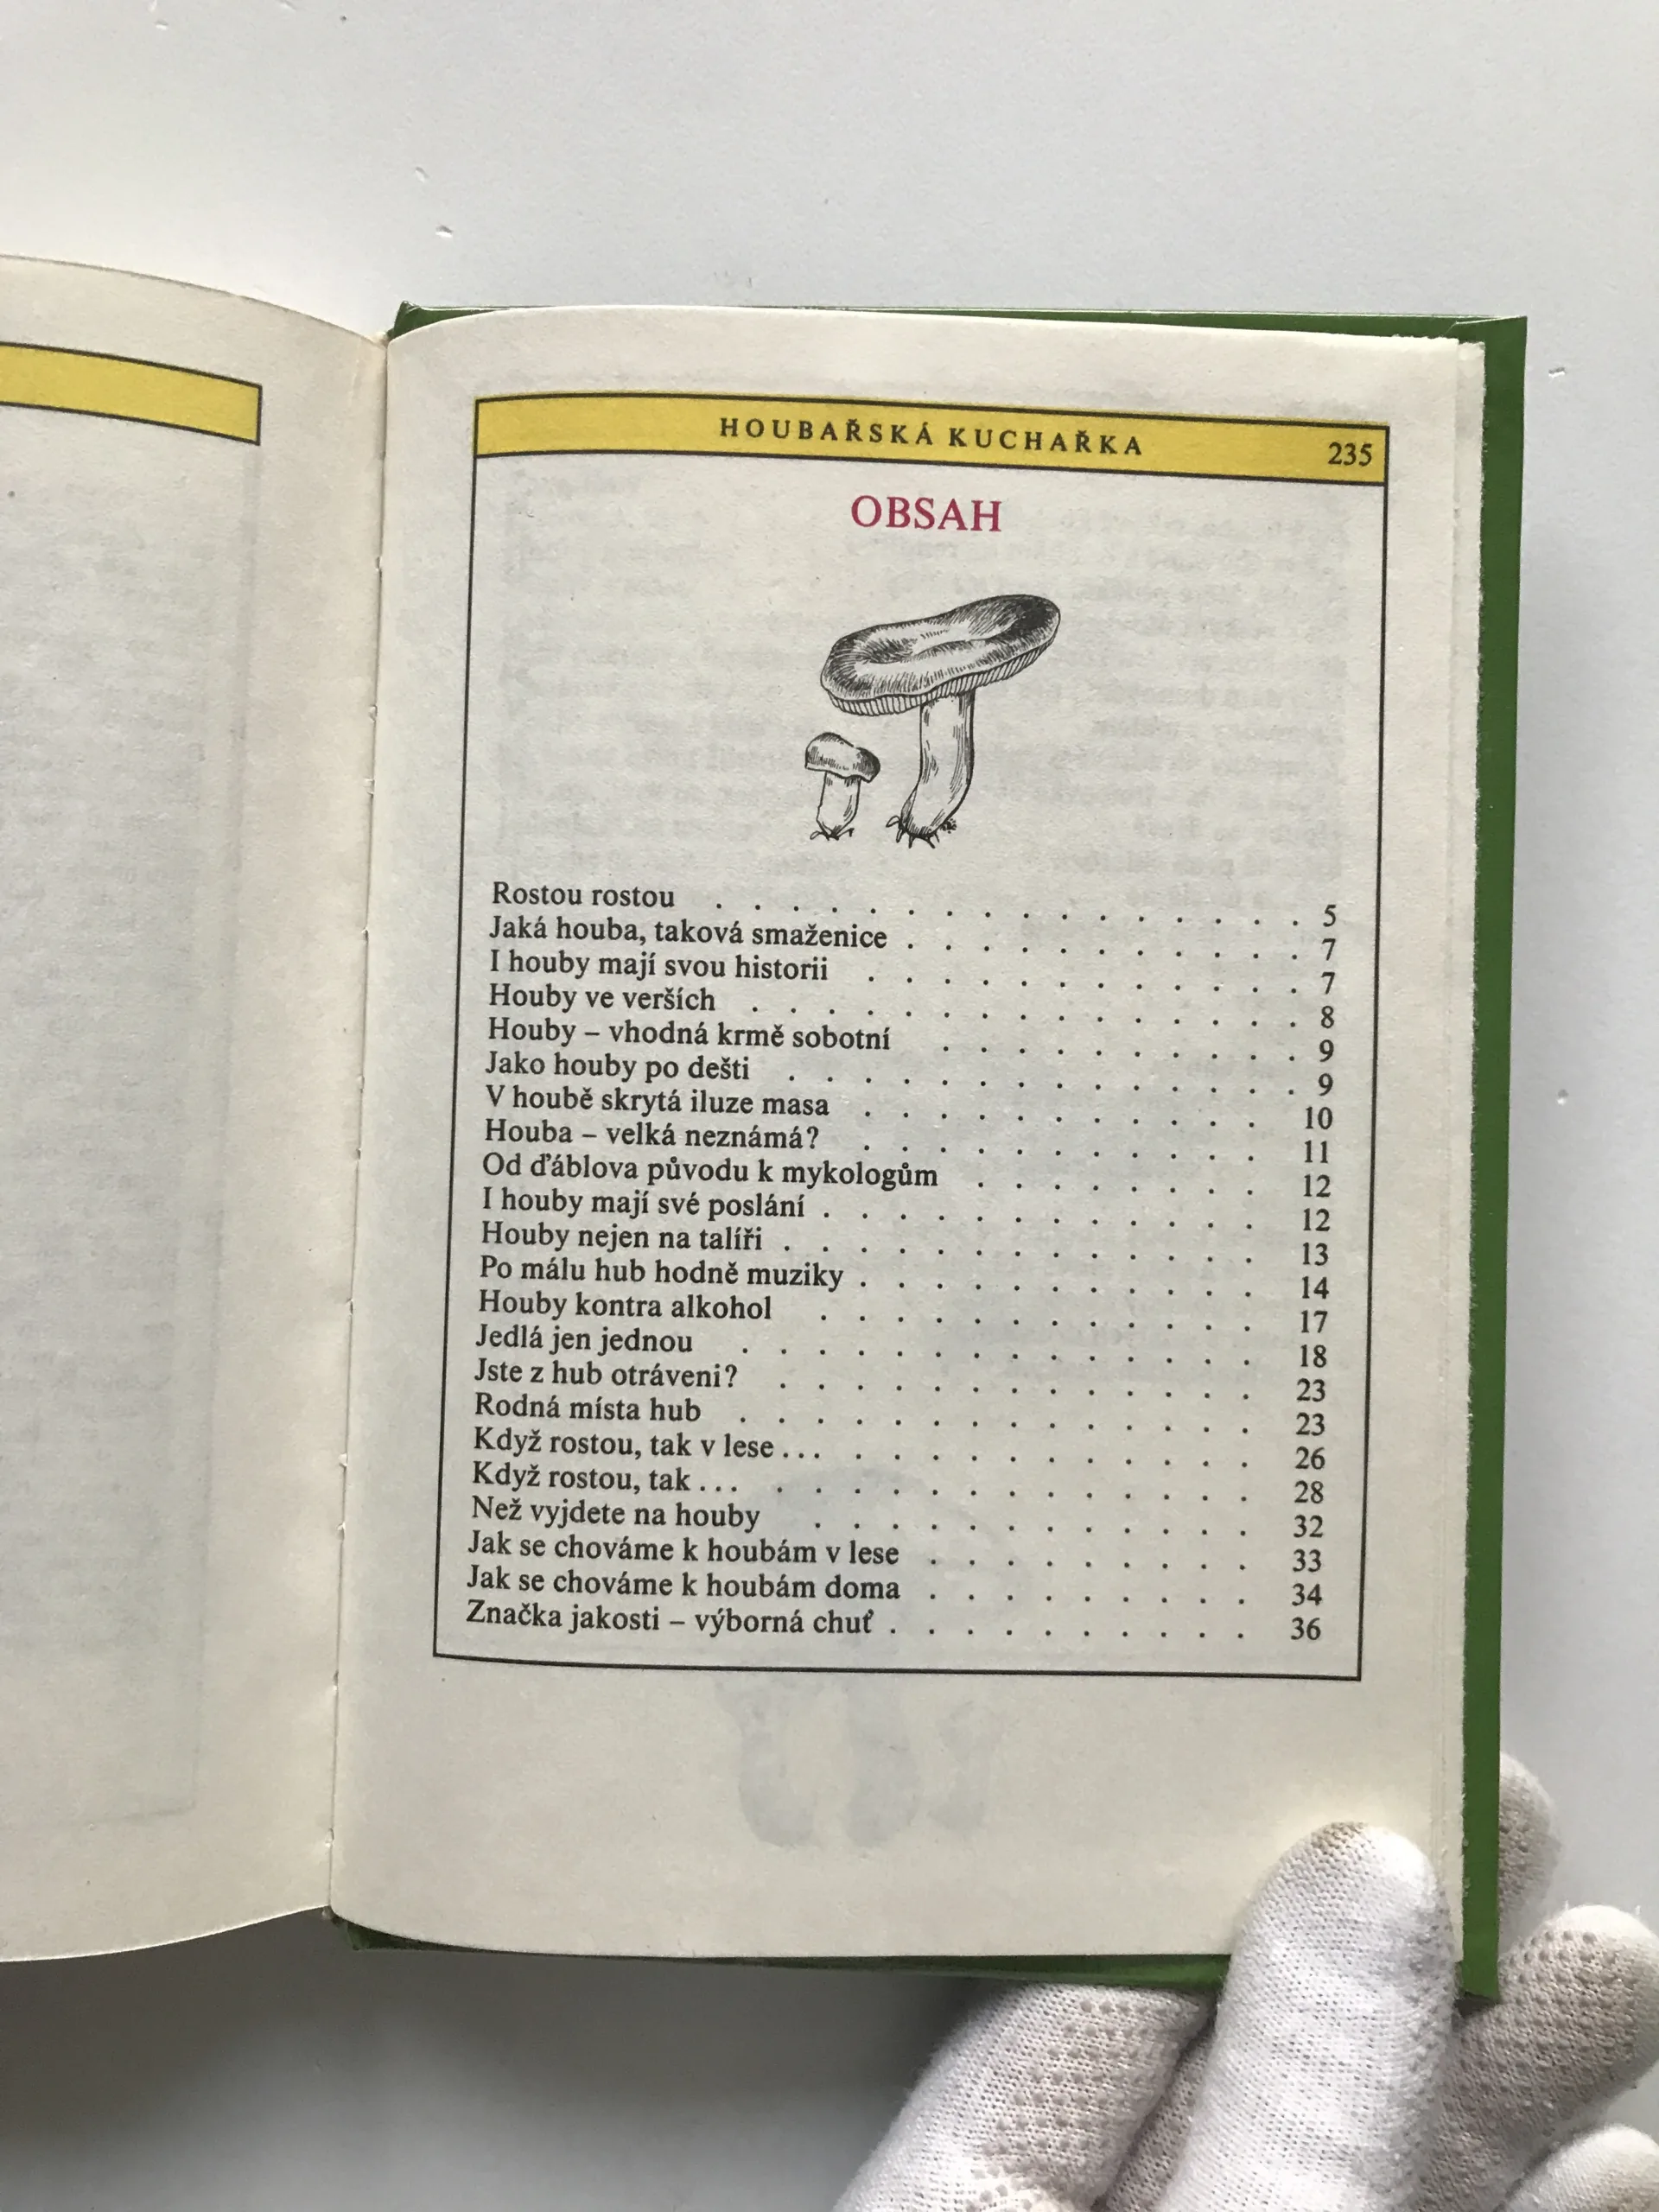 HOUBAŘSKÁ KUCHAŘKA 235
OBSAH
Rostou rostou . . . . . . . . . . . . . . . . 5
Jaká houba, taková smaženice . . . . . . . . . . . 7
I houby mají svou historii . . . . . . . . . . . . 7
Houby ve verších . . . . . . . . . . . . . . . 8
Houby – vhodná krmě sobotní . . . . . . . . . . 9
Jako houby po dešti . . . . . . . . . . . . . . 9
V houbě skrytá iluze masa . . . . . . . . . . . 10
Houba – velká neznámá? . . . . . . . . . . . 11
Od ďáblova původu k mykologům . . . . . . . . 12
I houby mají své poslání . . . . . . . . . . . . 12
Houby nejen na talíři . . . . . . . . . . . . . 13
Po málu hub hodně muziky . . . . . . . . . . . 14
Houby kontra alkohol . . . . . . . . . . . . 17
Jedlá jen jednou . . . . . . . . . . . . . . 18
Jste z hub otráveni? . . . . . . . . . . . . . 23
Rodná místa hub . . . . . . . . . . . . . . 23
Když rostou, tak v lese . . . . . . . . . . . . . . 26
Když rostou, tak . . . . . . . . . . . . . . . . 28
Než vyjdete na houby . . . . . . . . . . . . 32
Jak se chováme k houbám v lese . . . . . . . . . 33
Jak se chováme k houbám doma . . . . . . . . . 34
Značka jakosti – výborná chuť . . . . . . . . . . 36